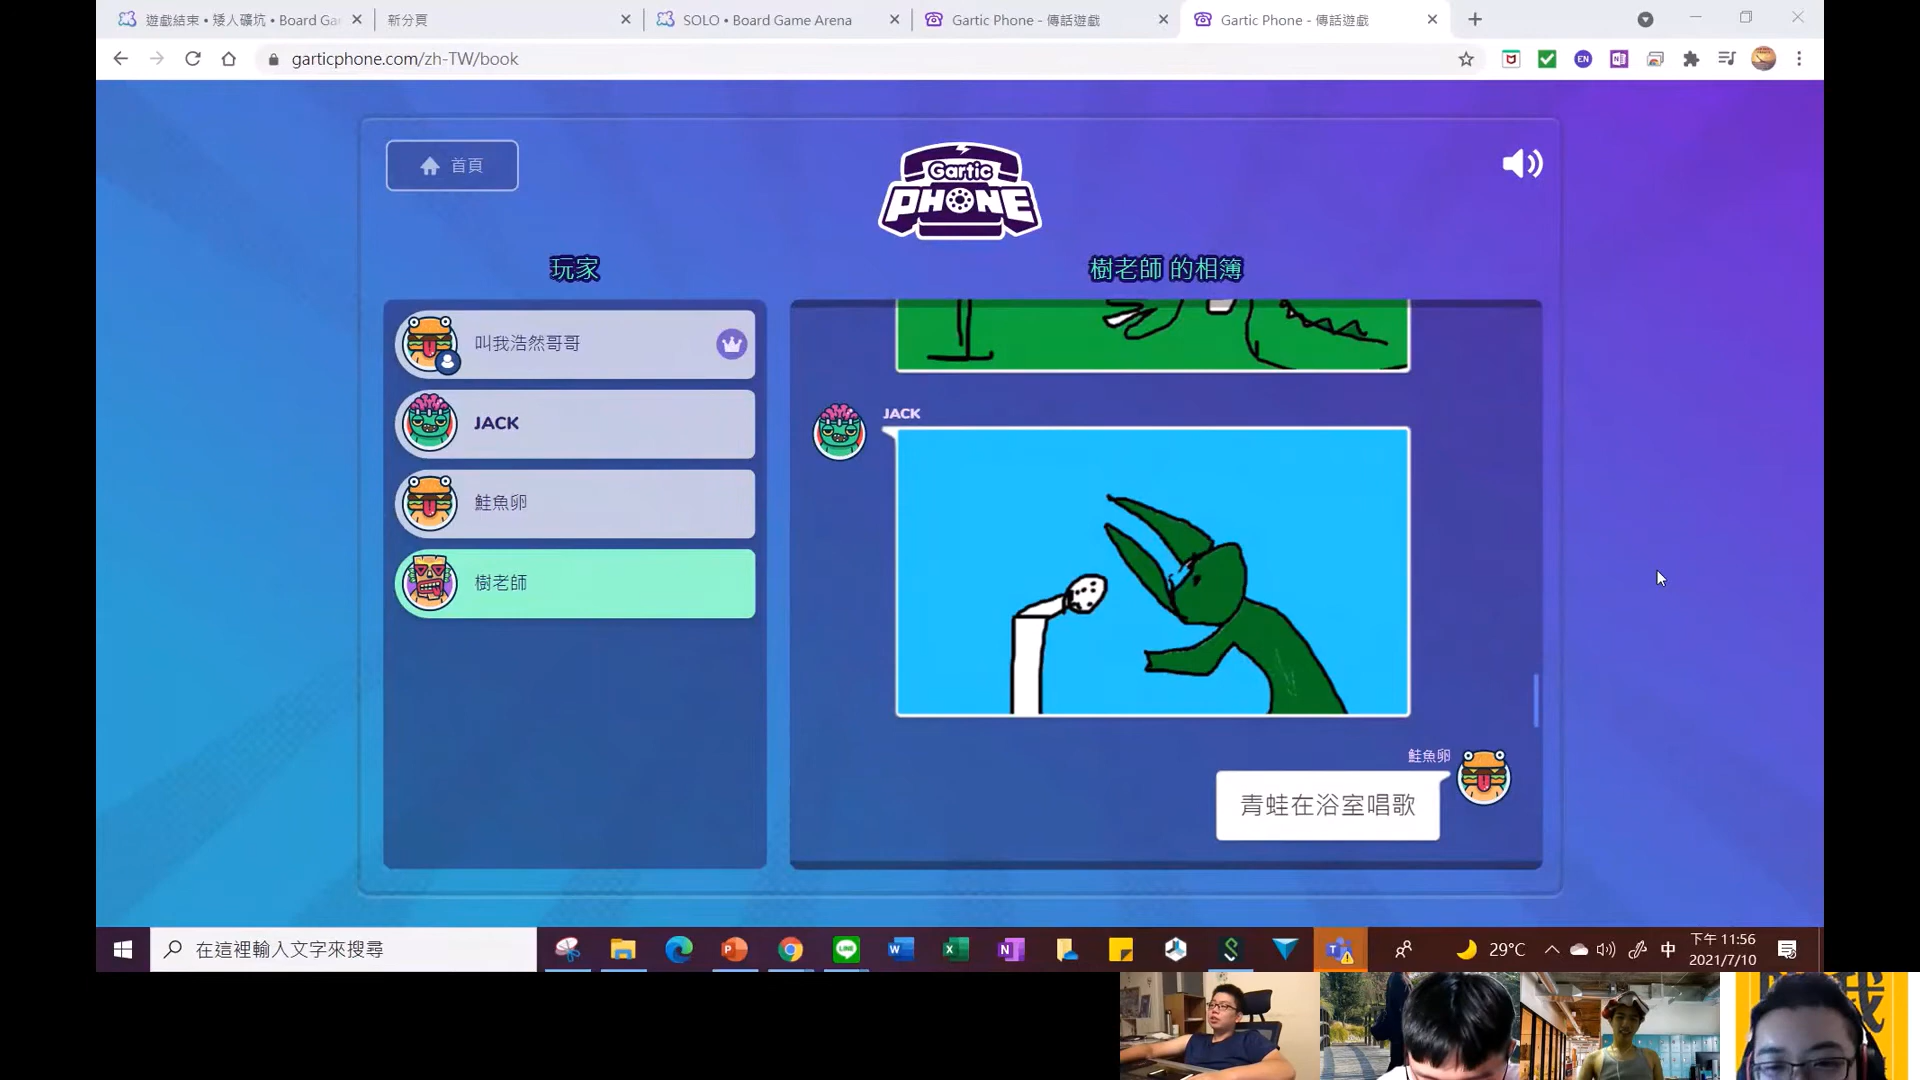 遊戲結束 • 矮人礦坑 • Board Ga
新分頁
SOLO • Board Game Arena
Gartic Phone - 傳話遊戲
Gartic Phone - 傳話遊戲
garticphone.com/zh-TW/book
EN
首頁
Gartic
PHONE
玩家
樹老師 的相簿
叫我浩然哥哥
JACK
JACK
鮭魚卵
樹老師
鮭魚卵
青蛙在浴室唱歌
在這裡輸入文字來搜尋
LINE
29°C
中
下午 11:56
2021/7/10